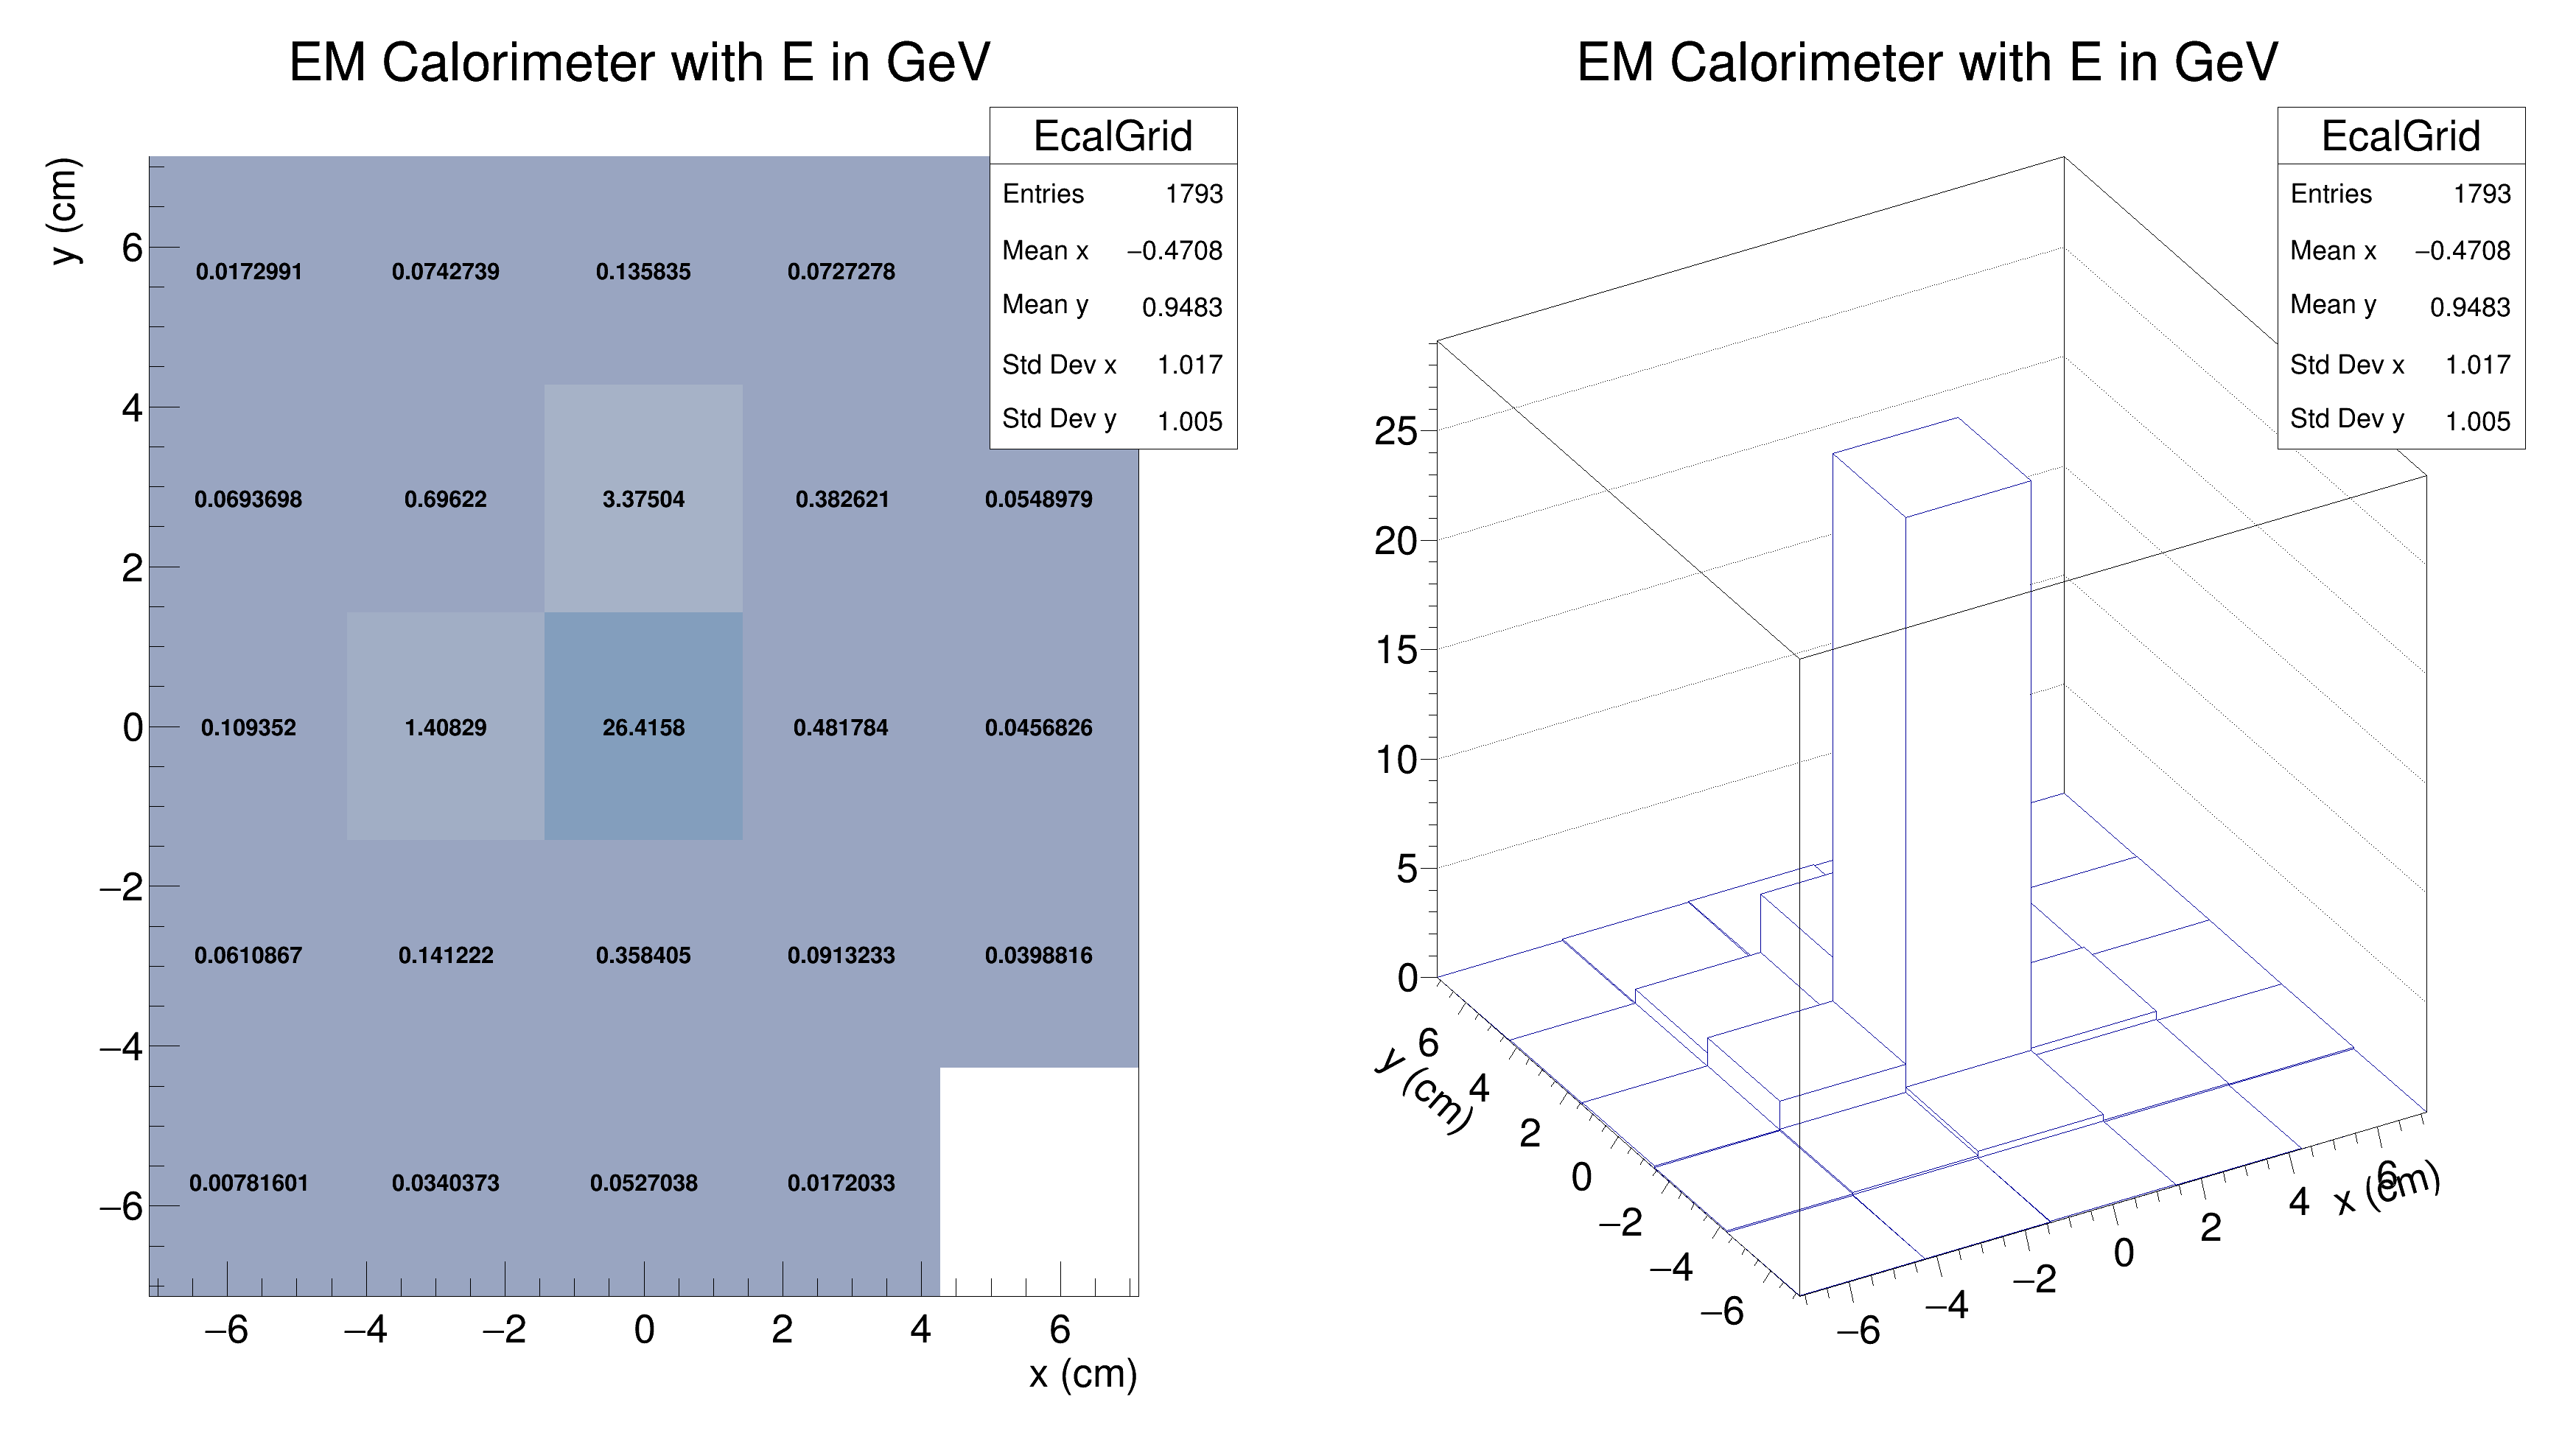 EM Calorimeter with E in GeV
EcalGrid
Entries 1793
Mean x −0.4708
Mean y 0.9483
Std Dev x 1.017
Std Dev y 1.005
y (cm)
6
4
2
0
−2
−4
−6
0.0172991 0.0742739 0.135835 0.0727278
0.0693698 0.69622 3.37504 0.382621 0.0548979
0.109352 1.40829 26.4158 0.481784 0.0456826
0.0610867 0.141222 0.358405 0.0913233 0.0398816
0.00781601 0.0340373 0.0527038 0.0172033
−6 −4 −2 0 2 4 6
x (cm)
EM Calorimeter with E in GeV
EcalGrid
Entries 1793
Mean x −0.4708
Mean y 0.9483
Std Dev x 1.017
Std Dev y 1.005
25
20
15
10
5
0
6
4
2
0
−2
−4
−6
y (cm)
−6
−4
−2
0
2
4
6
x (cm)